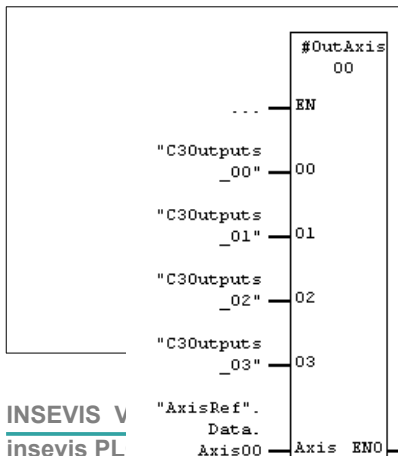 #OutAxis
00
... EN
"C3Outputs
_00" 00
"C3Outputs
_01" 01
"C3Outputs
_02" 02
"C3Outputs
_03" 03
INSEVIS V
insevis PL
"AxisRef".
Data.
Axis00 Axis ENO